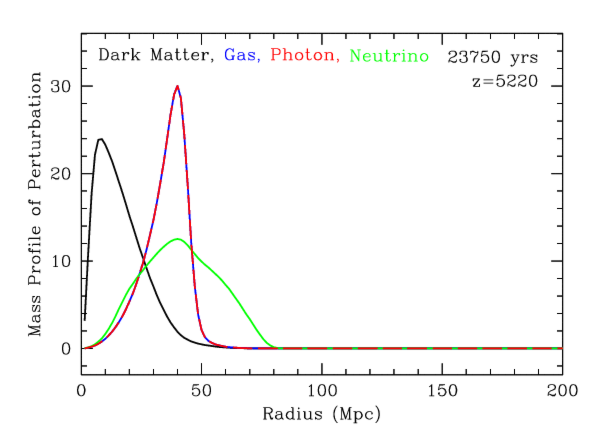 Dark Matter, Gas, Photon, Neutrino 23750 yrs
z=5220
Mass Profile of Perturbation
30
20
10
0
0 50 100 150 200
Radius (Mpc)